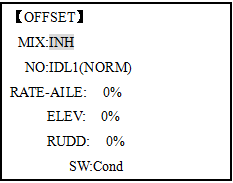 【OFFSET】
MIX:INH
NO:IDL1(NORM)
RATE-AILE: 0%
ELEV: 0%
RUDD: 0%
SW:Cond